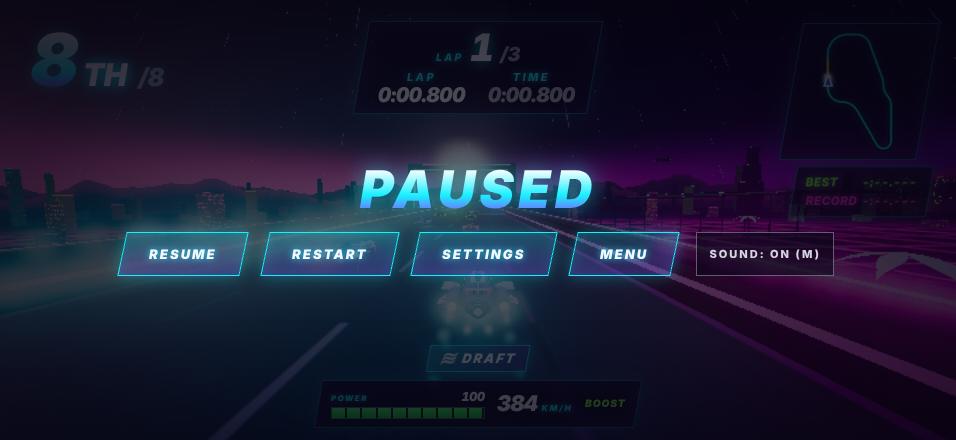 8TH /8
LAP 1 /3
LAP TIME
0:00.800 0:00.800
BEST -:--.---
RECORD -:--.---
PAUSED
RESUME RESTART SETTINGS MENU SOUND: ON (M)
DRAFT
POWER 100 384 KM/H BOOST